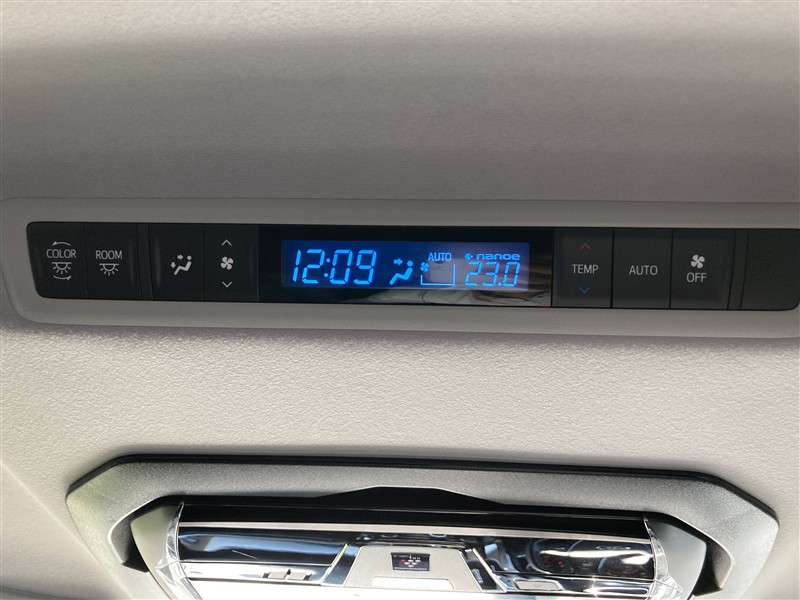 COLOR
ROOM
12:09
AUTO
nanoe
23.0
TEMP
AUTO
OFF